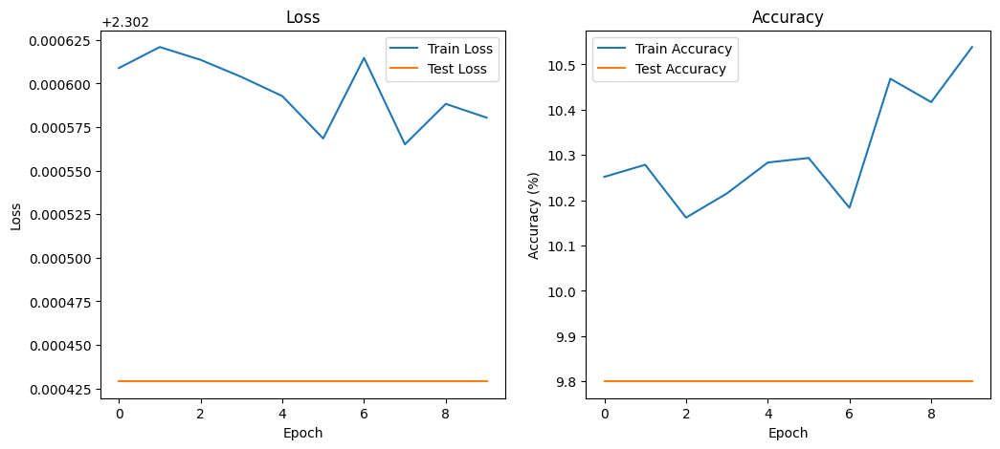 Loss
+2.302
0.000625
0.000600
0.000575
0.000550
0.000525
0.000500
0.000475
0.000450
0.000425
Loss
Train Loss
Test Loss
0 2 4 6 8
Epoch
Accuracy
10.5
10.4
10.3
10.2
10.1
10.0
9.9
9.8
Accuracy (%)
Train Accuracy
Test Accuracy
0 2 4 6 8
Epoch